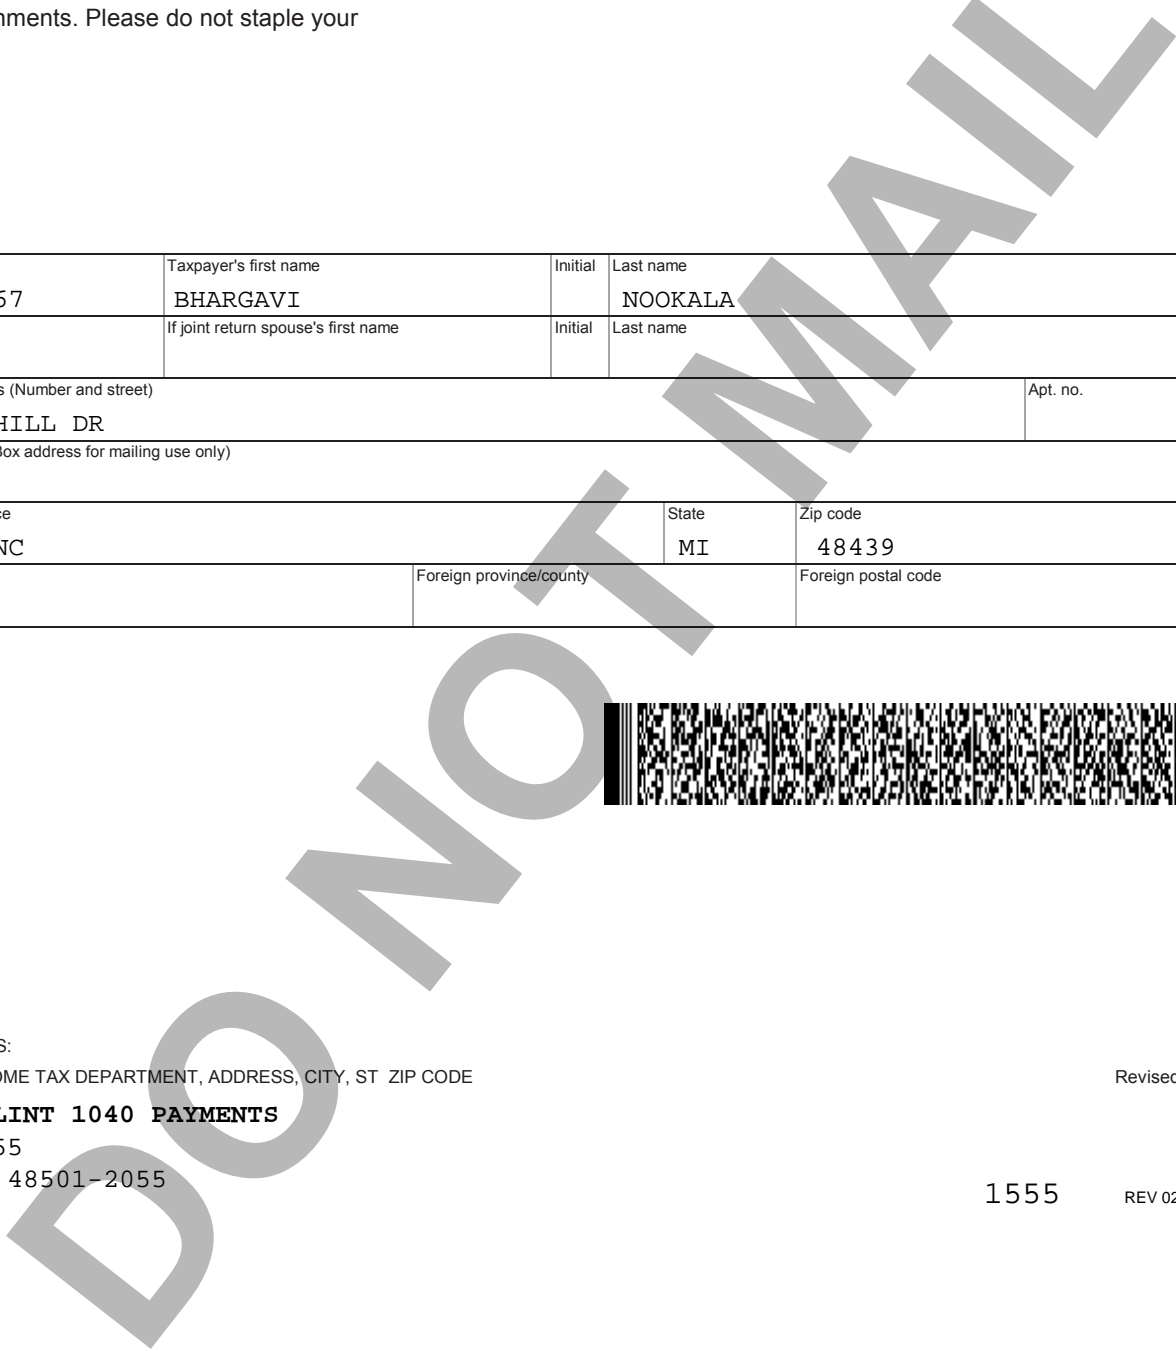 nments. Please do not staple your
Taxpayer's first name Initial Last name
67 BHARGAVI NOOKALA
If joint return spouse's first name Initial Last name
s (Number and street) Apt. no.
HILL DR
Box address for mailing use only)
ce State Zip code
NC MI 48439
Foreign province/county Foreign postal code
DO NOT MAIL
S:
OME TAX DEPARTMENT, ADDRESS, CITY, ST ZIP CODE Revised
LINT 1040 PAYMENTS
55
48501-2055
1555 REV 02